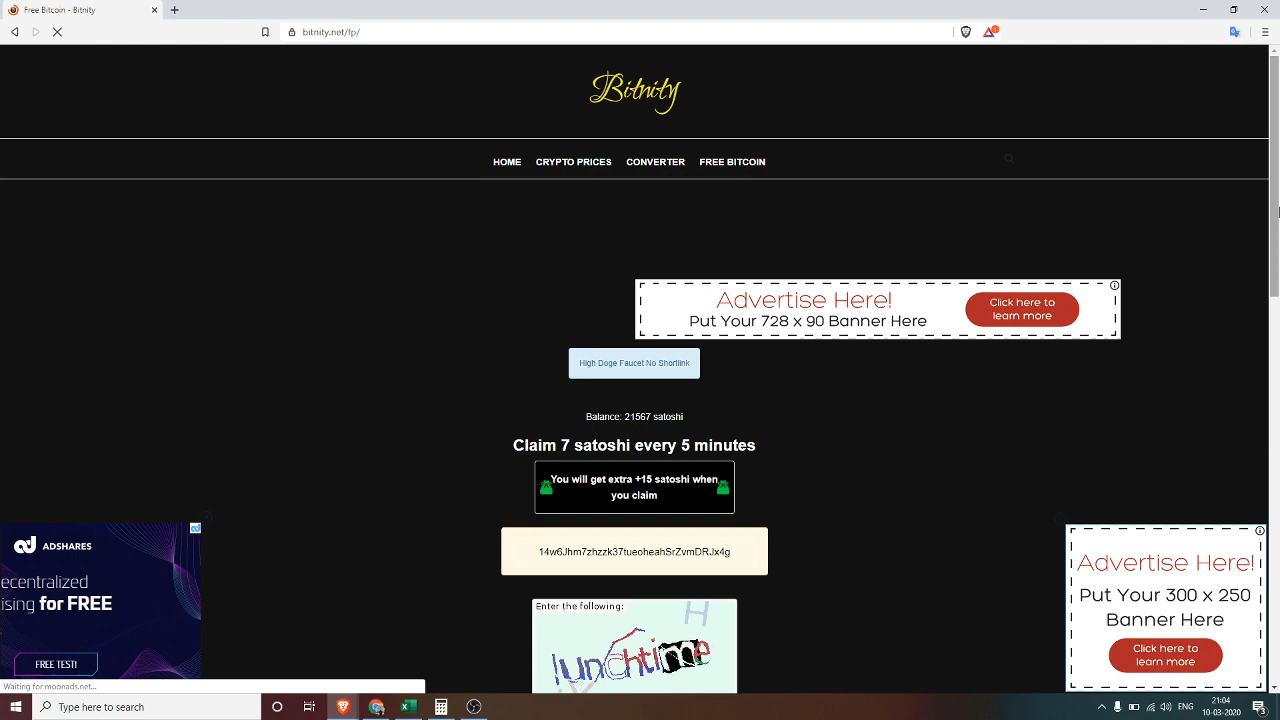 Free Bitcoin - Bitnity
bitnity.net/fp/
1
Bitnity
HOME CRYPTO PRICES CONVERTER FREE BITCOIN
Advertise Here!
Put Your 728 x 90 Banner Here
Click here to
learn more
High Doge Faucet No Shortlink
Balance: 21567 satoshi
Claim 7 satoshi every 5 minutes
You will get extra +15 satoshi when
you claim
14w6Jhm7zhzzk37tueoheahSrZvmDRJx4g
Enter the following:
H
lunchtime
ad ADSHARES
ecentralized
ising for FREE
FREE TEST!
Advertise Here!
Put Your 300 x 250
Banner Here
Click here to
learn more
Waiting for moonads.net...
Type here to search
21:04
10-03-2020